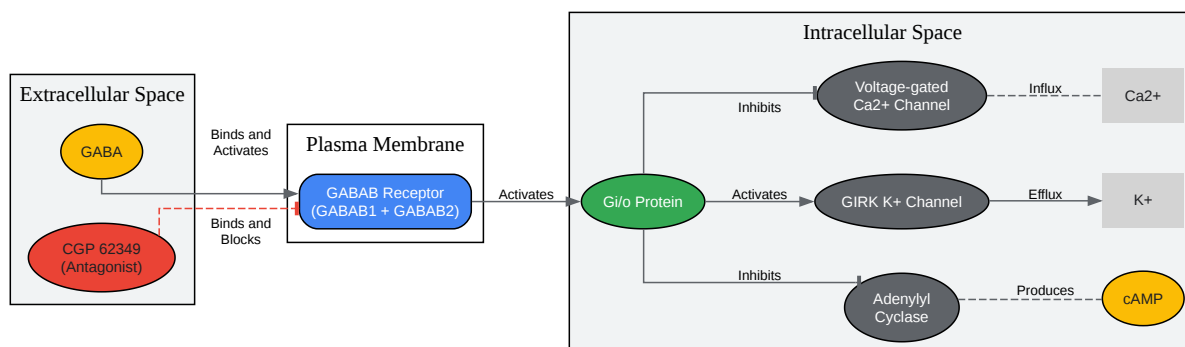 Extracellular Space
GABA
CGP 62349
(Antagonist)
Binds and
Activates
Binds and
Blocks
Plasma Membrane
GABAB Receptor
(GABAB1 + GABAB2)
Activates
Intracellular Space
Gi/o Protein
Inhibits
Voltage-gated
Ca2+ Channel
Influx
Ca2+
Activates
GIRK K+ Channel
Efflux
K+
Inhibits
Adenylyl
Cyclase
Produces
cAMP